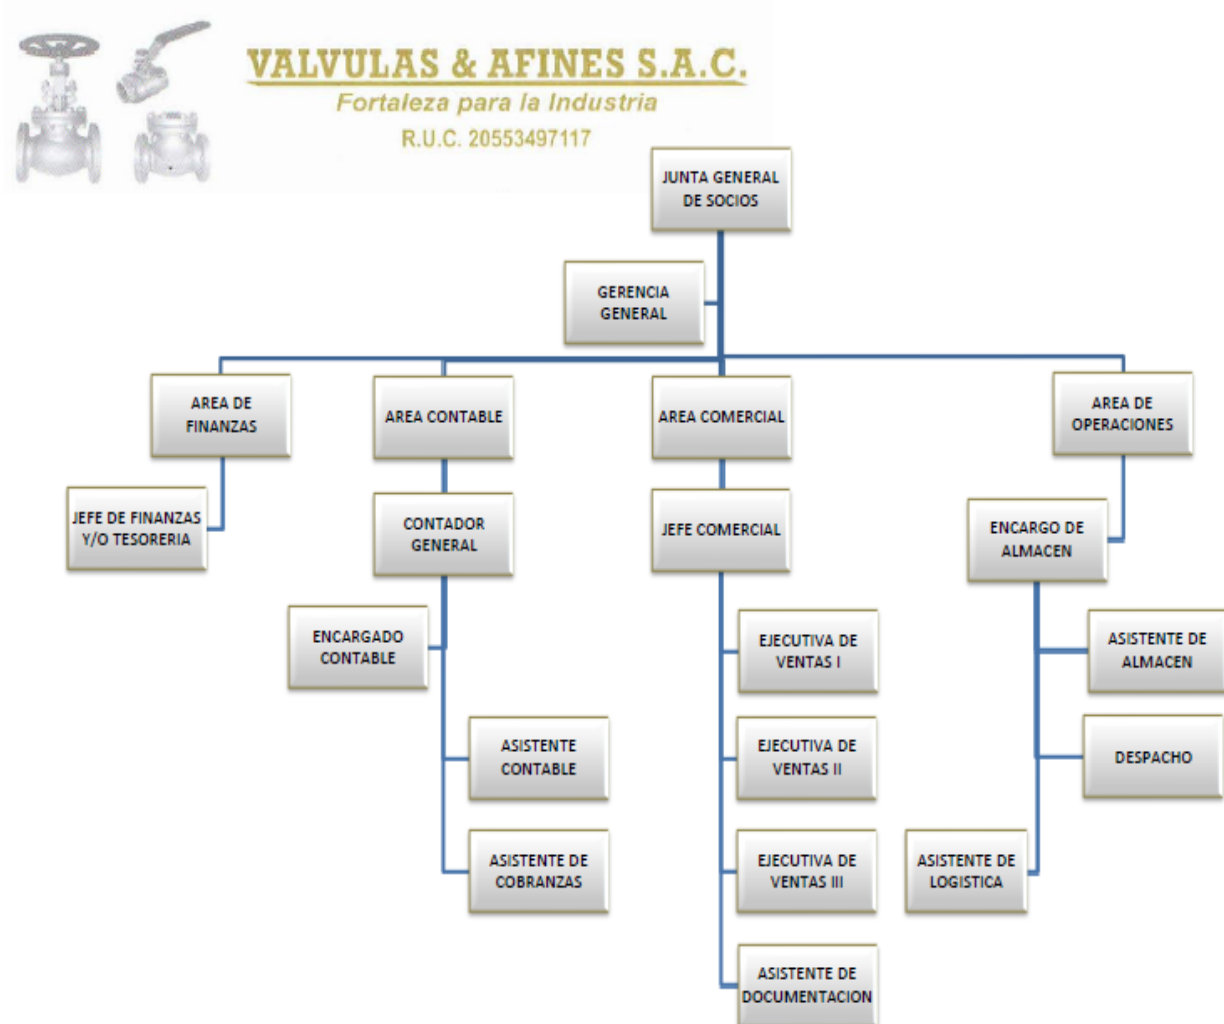 VALVULAS & AFINES S.A.C.
Fortaleza para la Industria
R.U.C. 20553497117
JUNTA GENERAL
DE SOCIOS
GERENCIA
GENERAL
AREA DE
FINANZAS
AREA CONTABLE
AREA COMERCIAL
AREA DE
OPERACIONES
JEFE DE FINANZAS
Y/O TESORERIA
CONTADOR
GENERAL
JEFE COMERCIAL
ENCARGO DE
ALMACEN
ENCARGADO
CONTABLE
EJECUTIVA DE
VENTAS I
ASISTENTE DE
ALMACEN
ASISTENTE
CONTABLE
EJECUTIVA DE
VENTAS II
DESPACHO
ASISTENTE DE
COBRANZAS
EJECUTIVA DE
VENTAS III
ASISTENTE DE
LOGISTICA
ASISTENTE DE
DOCUMENTACION